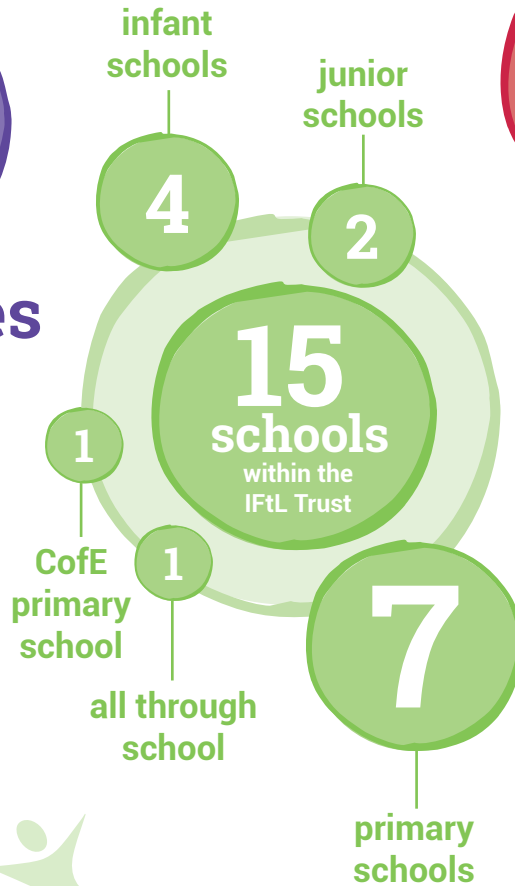 infant
schools
4
junior
schools
2
es
15
schools
within the
IFtL Trust
1
CofE
primary
school
1
all through
school
7
primary
schools